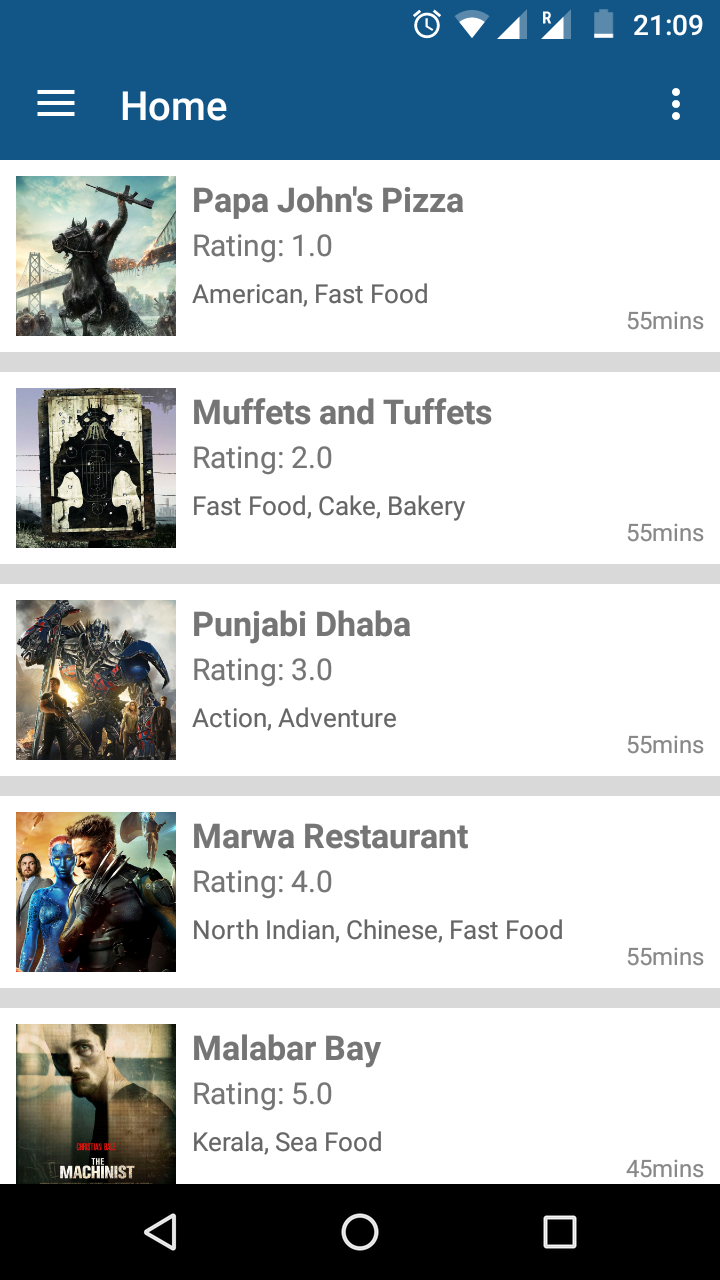 R 21:09
Home
Papa John's Pizza
Rating: 1.0
American, Fast Food
55mins
Muffets and Tuffets
Rating: 2.0
Fast Food, Cake, Bakery
55mins
Punjabi Dhaba
Rating: 3.0
Action, Adventure
55mins
Marwa Restaurant
Rating: 4.0
North Indian, Chinese, Fast Food
55mins
Malabar Bay
Rating: 5.0
Kerala, Sea Food
45mins
CHRISTIAN BALE
THE
MACHINIST